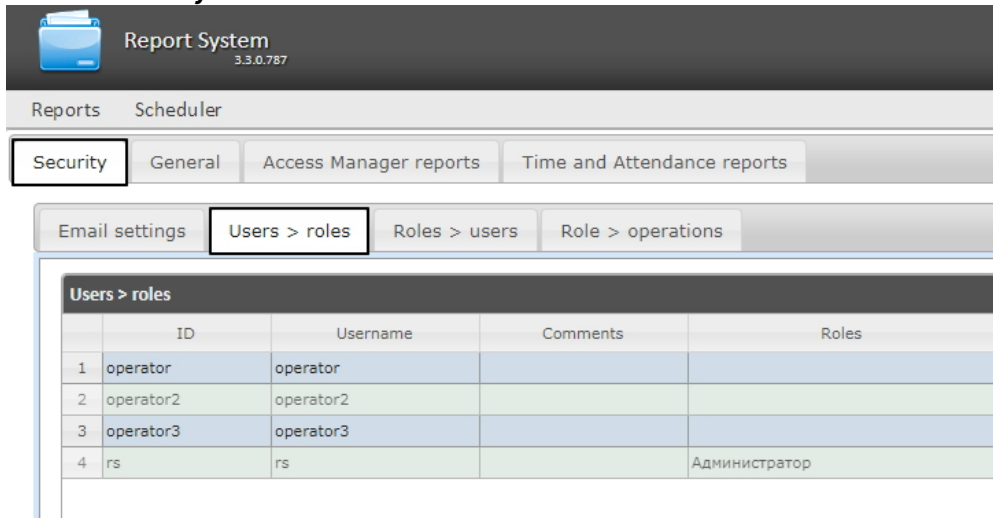 Report System
3.3.0.787
Reports Scheduler
Security General Access Manager reports Time and Attendance reports
Email settings Users > roles Roles > users Role > operations
Users > roles
ID Username Comments Roles
1 operator operator
2 operator2 operator2
3 operator3 operator3
4 rs rs Администратор